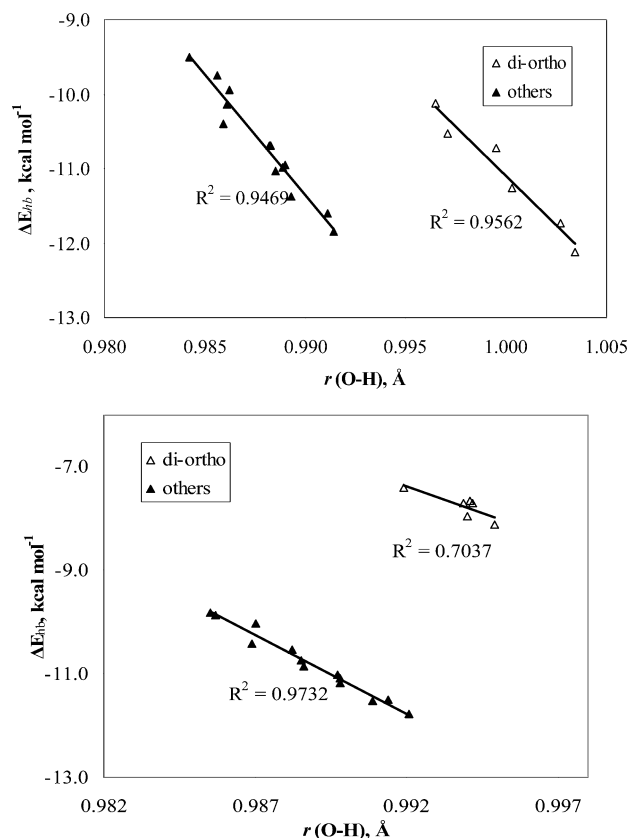 -9.0
di-ortho
others
-10.0
-11.0
-12.0
-13.0
ΔEhb , kcal mol-1
R2 = 0.9469
R2 = 0.9562
0.980 0.985 0.990 0.995 1.000 1.005
r (O-H), Å
-7.0
di-ortho
others
-9.0
-11.0
-13.0
ΔEhb, kcal mol-1
R2 = 0.7037
R2 = 0.9732
0.982 0.987 0.992 0.997
r (O-H), Å